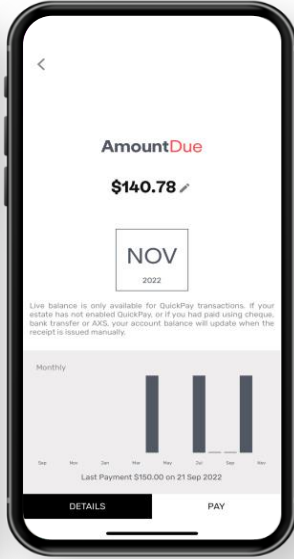 AmountDue
$140.78
NOV
2022
Live balance is only available for QuickPay transactions. If your
estate has not enabled QuickPay, or if you had paid using cheque,
bank transfer or AXS, your account balance will update when the
receipt is issued manually.
Monthly
Sep Nov Jan Mar May Jul Sep Nov
Last Payment $150.00 on 21 Sep 2022
DETAILS PAY